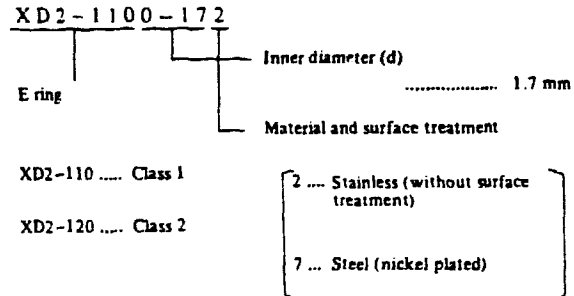 XD2-1100-172
Inner diameter (d)
................... 1.7 mm
E ring
Material and surface treatment
XD2-110 ..... Class 1
XD2-120 ..... Class 2
2 .... Stainless (without surface
treatment)
7 ... Steel (nickel plated)